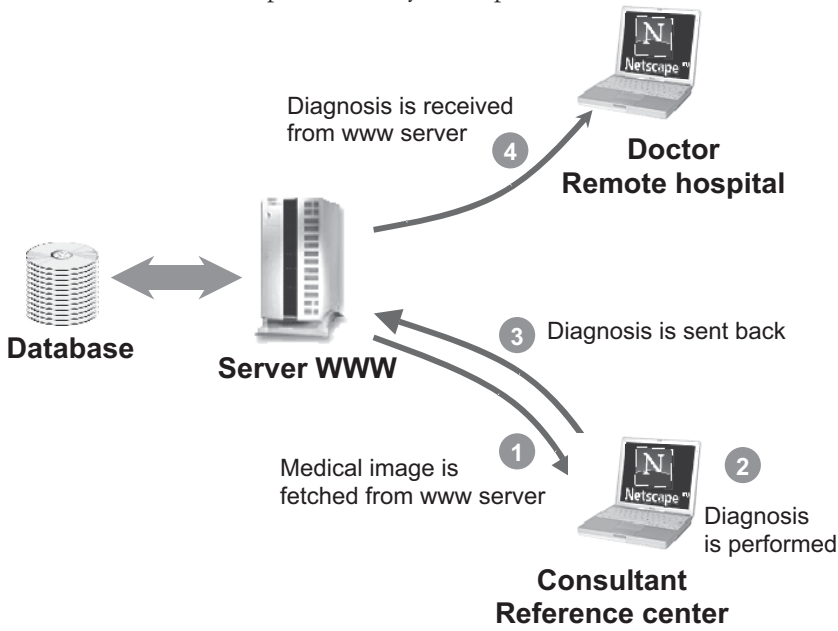 N
Netscape
Diagnosis is received
from www server
4
Doctor
Remote hospital
Database
Server WWW
3
Diagnosis is sent back
1
Medical image is
fetched from www server
N
Netscape
2
Diagnosis
is performed
Consultant
Reference center